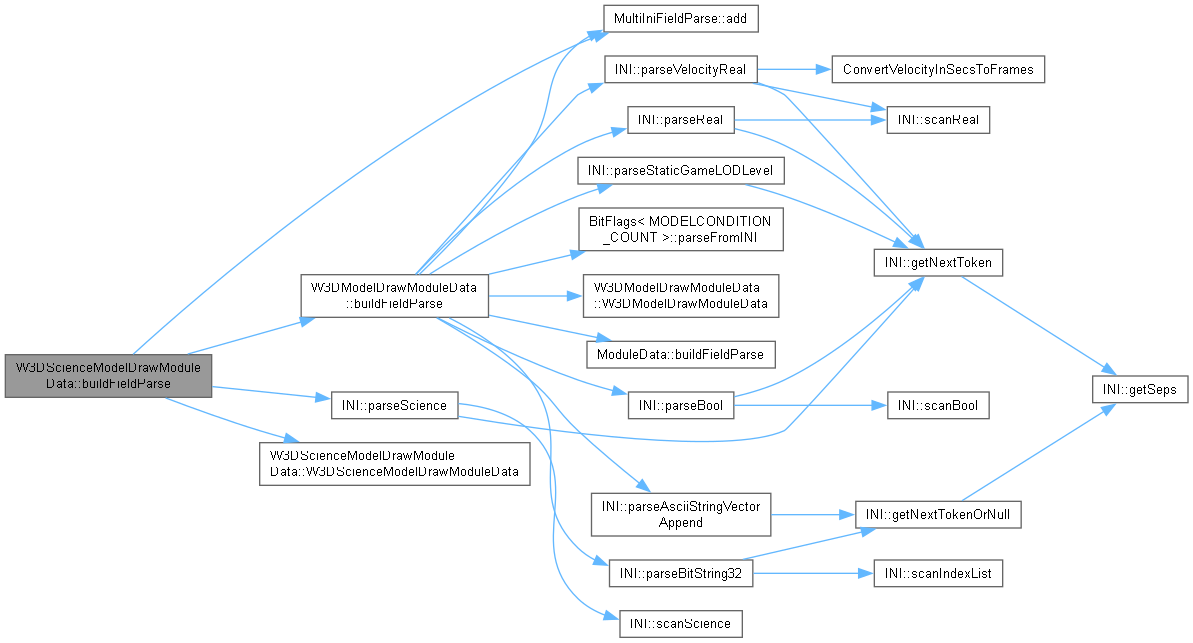 MultiIniFieldParse::add
INI::parseVelocityReal
ConvertVelocityInSecsToFrames
INI::parseReal
INI::scanReal
INI::parseStaticGameLODLevel
BitFlags< MODELCONDITION
_COUNT >::parseFromINI
INI::getNextToken
W3DModelDrawModuleData
::buildFieldParse
W3DModelDrawModuleData
::W3DModelDrawModuleData
ModuleData::buildFieldParse
W3DScienceModelDrawModule
Data::buildFieldParse
INI::getSeps
INI::parseScience
INI::parseBool
INI::scanBool
W3DScienceModelDrawModule
Data::W3DScienceModelDrawModuleData
INI::parseAsciiStringVector
Append
INI::getNextTokenOrNull
INI::parseBitString32
INI::scanIndexList
INI::scanScience